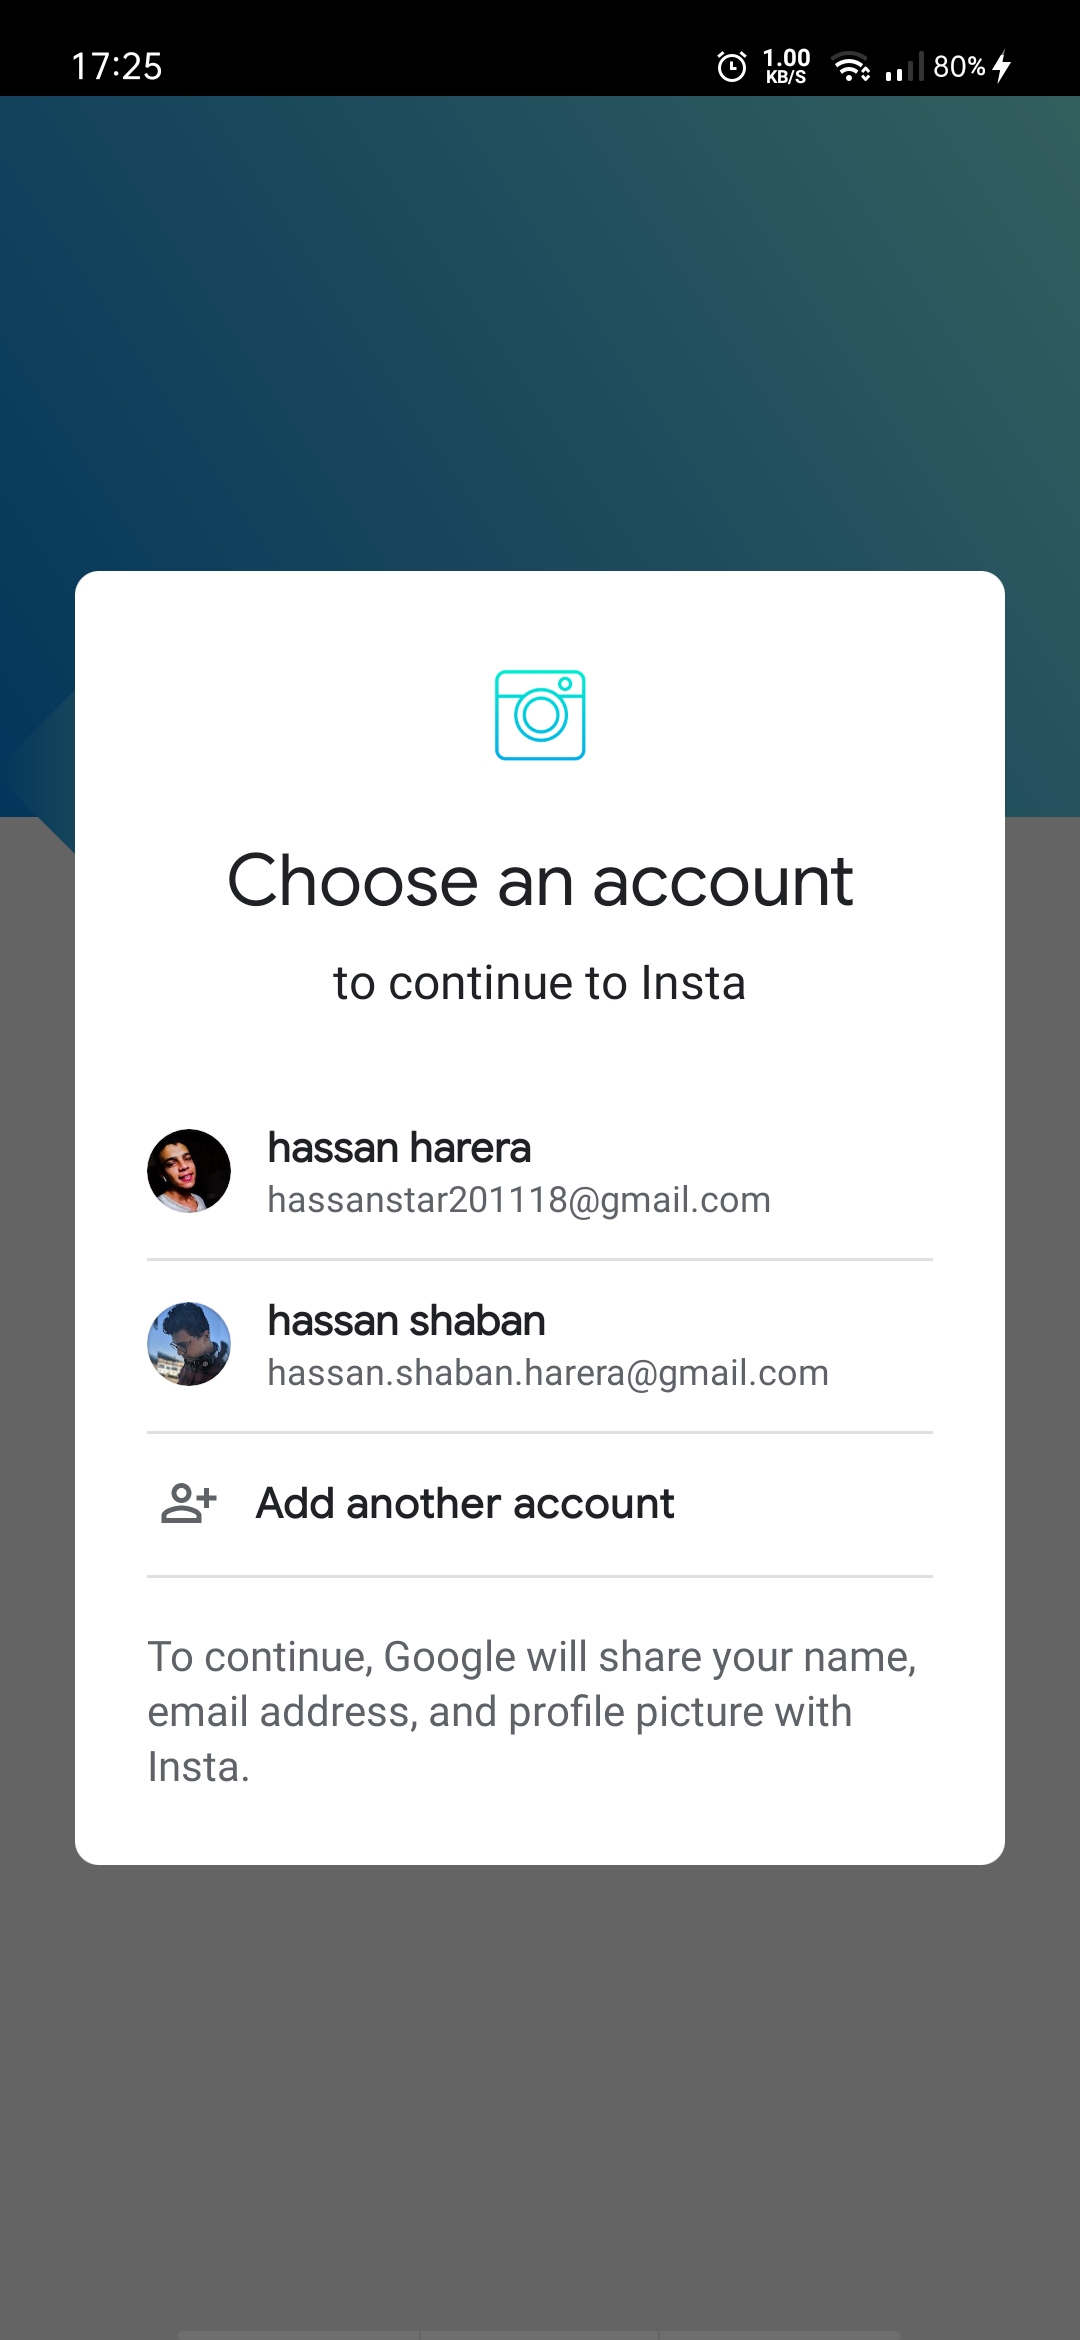 17:25
1.00
KB/S
80%
Choose an account
to continue to Insta
hassan harera
hassanstar201118@gmail.com
hassan shaban
hassan.shaban.harera@gmail.com
Add another account
To continue, Google will share your name,
email address, and profile picture with
Insta.